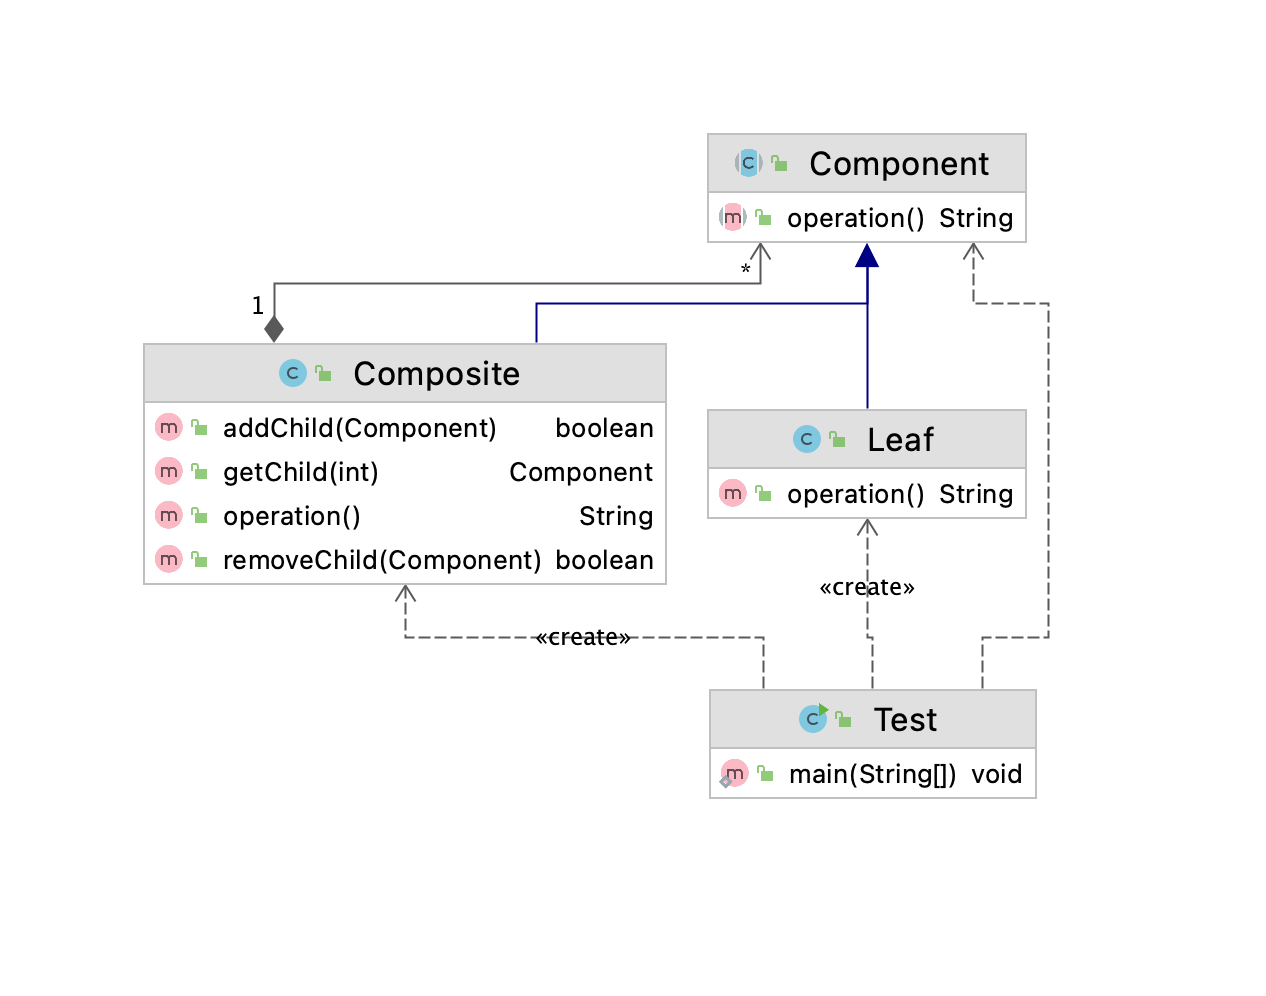 Component
operation() String
*
1
Composite
addChild(Component) boolean
getChild(int) Component
operation() String
removeChild(Component) boolean
Leaf
operation() String
«create»
«create»
Test
main(String[]) void